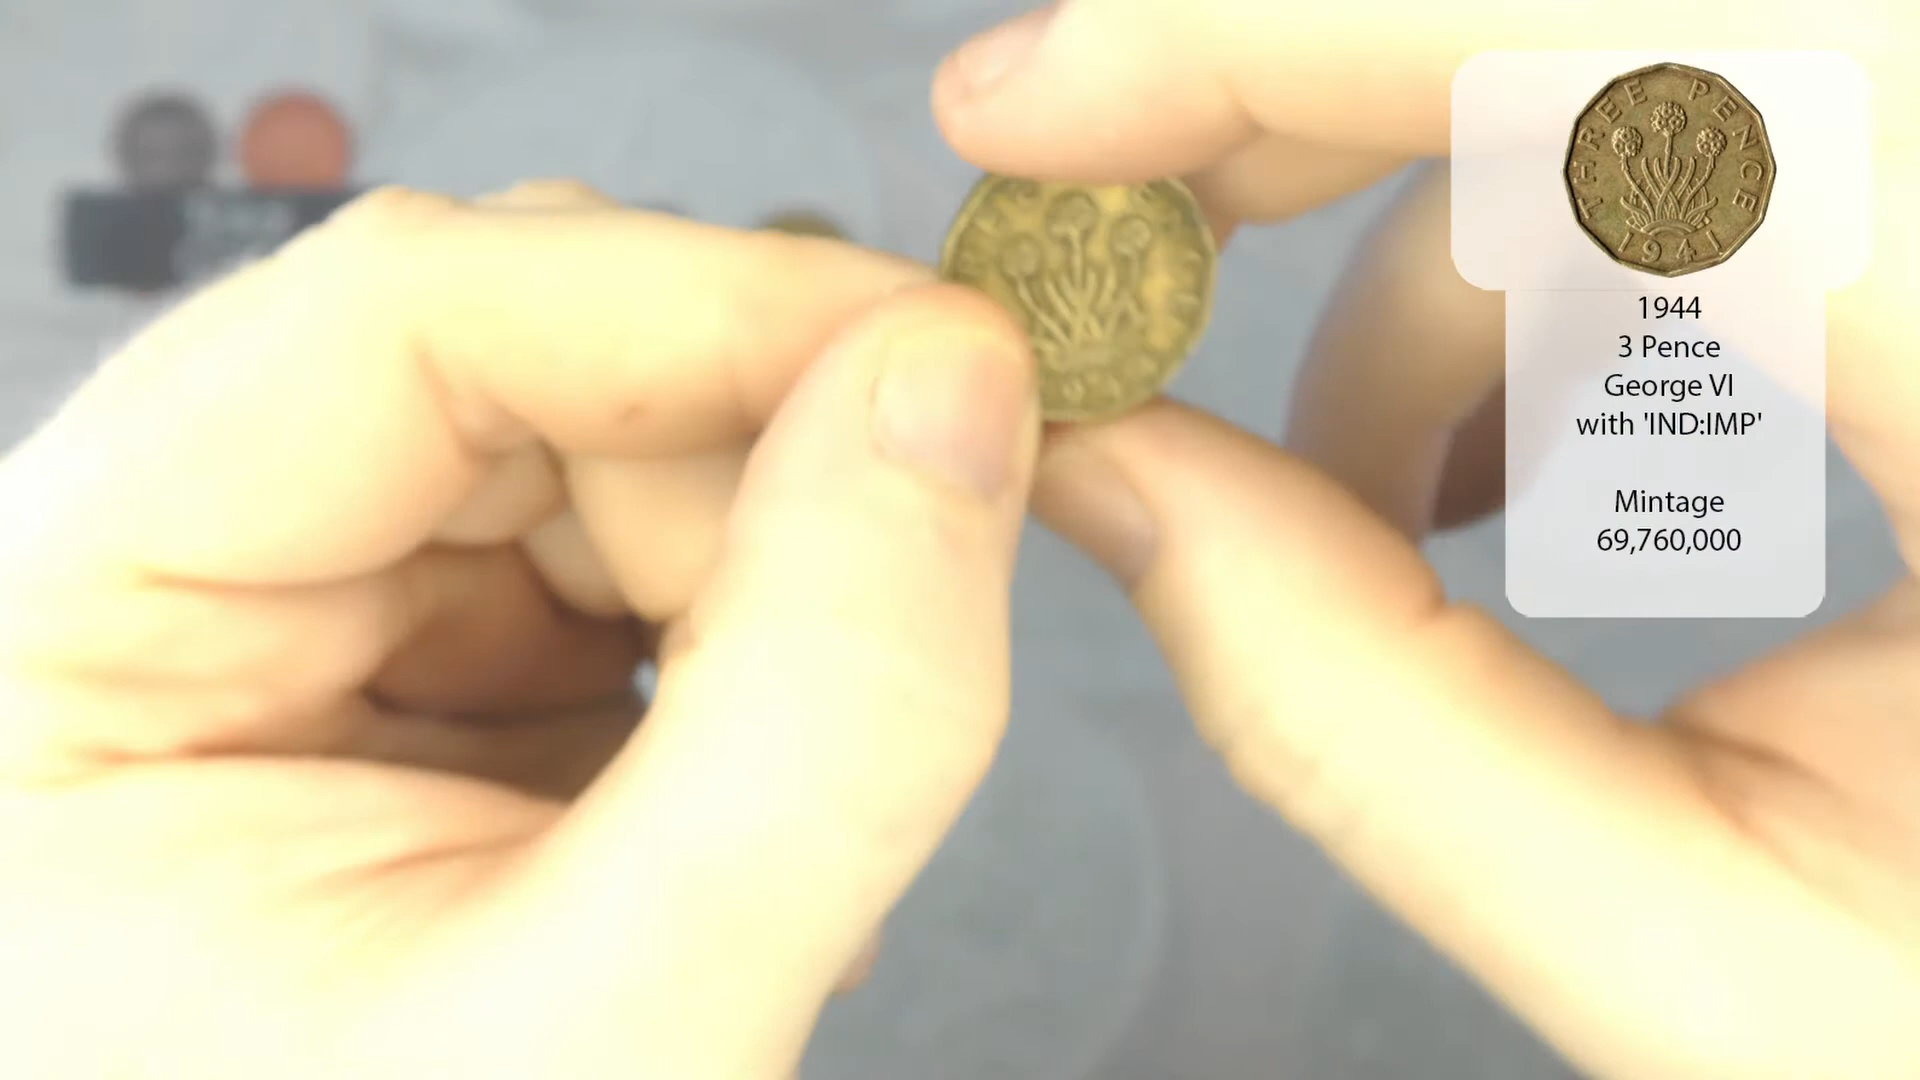 THREE PENCE
1941
1944
3 Pence
George VI
with 'IND:IMP'
Mintage
69,760,000